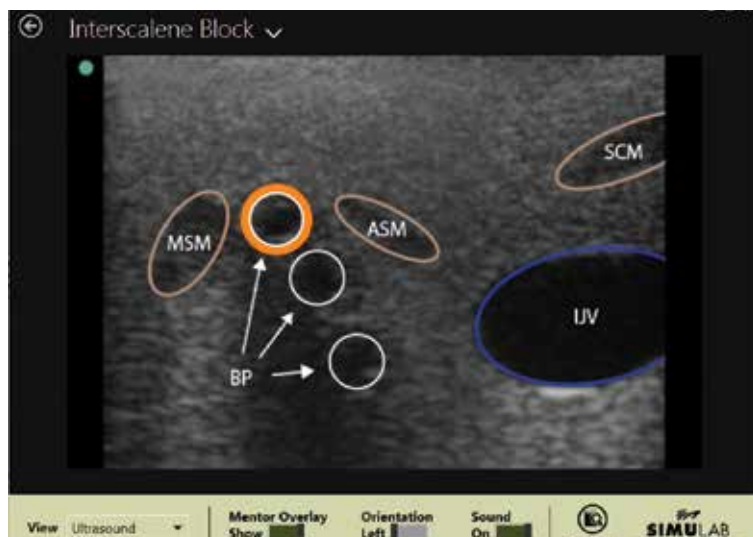 Interscalene Block
SCM
MSM
ASM
IJV
BP
View Ultrasound
Mentor Overlay
Show
Orientation
Left
Sound
On
SIMULAB